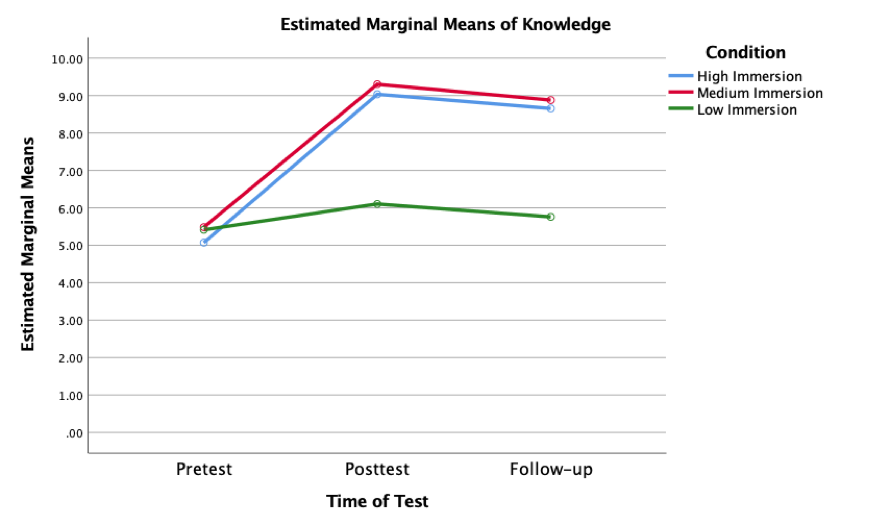 Estimated Marginal Means of Knowledge
Estimated Marginal Means
10.00
9.00
8.00
7.00
6.00
5.00
4.00
3.00
2.00
1.00
.00
Pretest
Posttest
Follow-up
Time of Test
Condition
High Immersion
Medium Immersion
Low Immersion